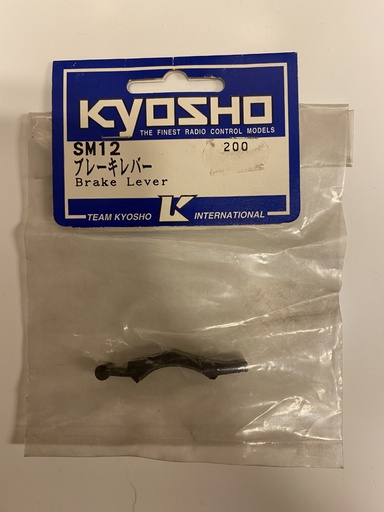 KYOSHO
THE FINEST RADIO CONTROL MODELS
SM12 200
ブレーキレバー
Brake Lever
TEAM KYOSHO K INTERNATIONAL